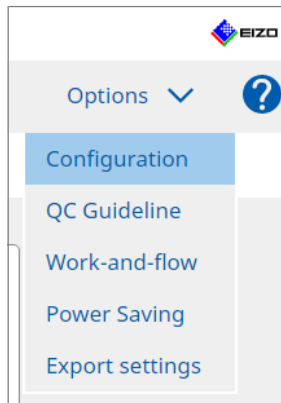 EIZO
Options
?
Configuration
QC Guideline
Work-and-flow
Power Saving
Export settings